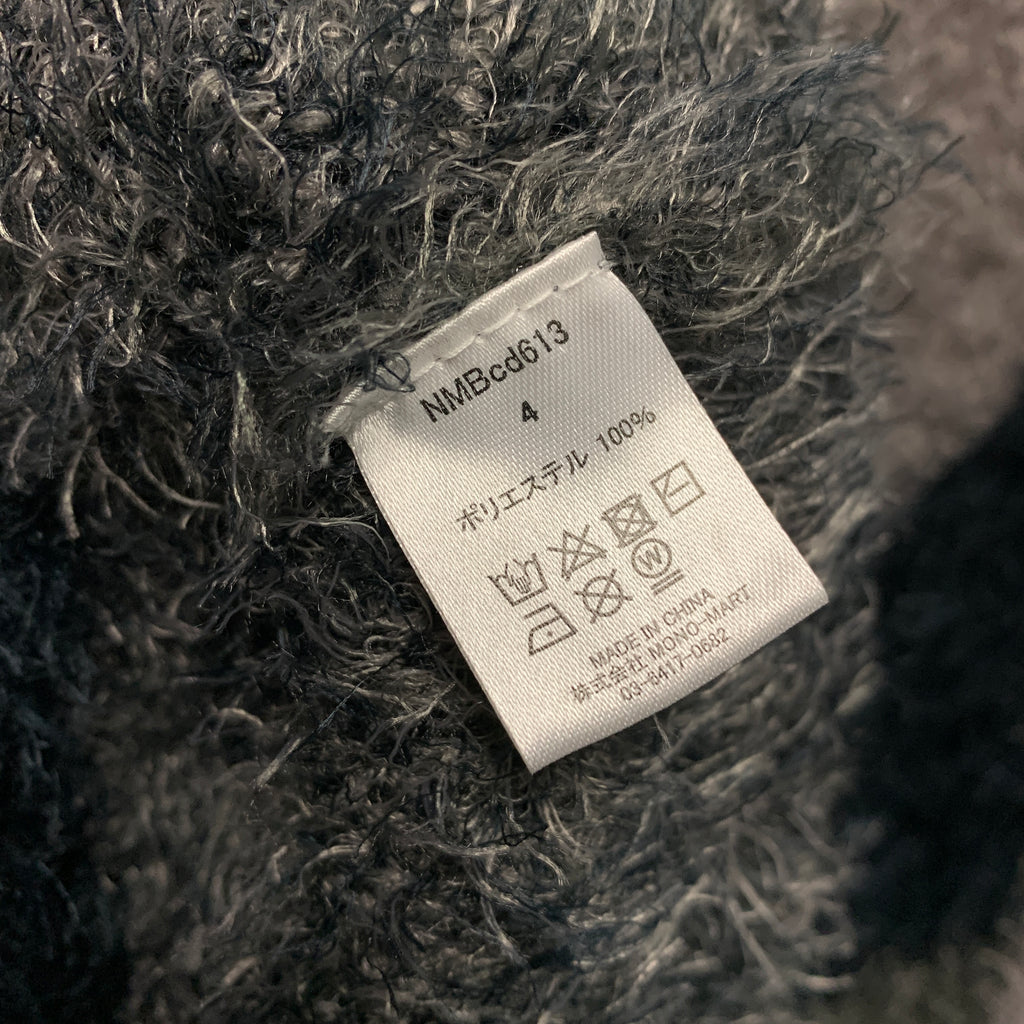 NMBcd613
4
ポリエステル 100%
W
MADE IN CHINA
株式会社 MONO-MART
03-6417-0682